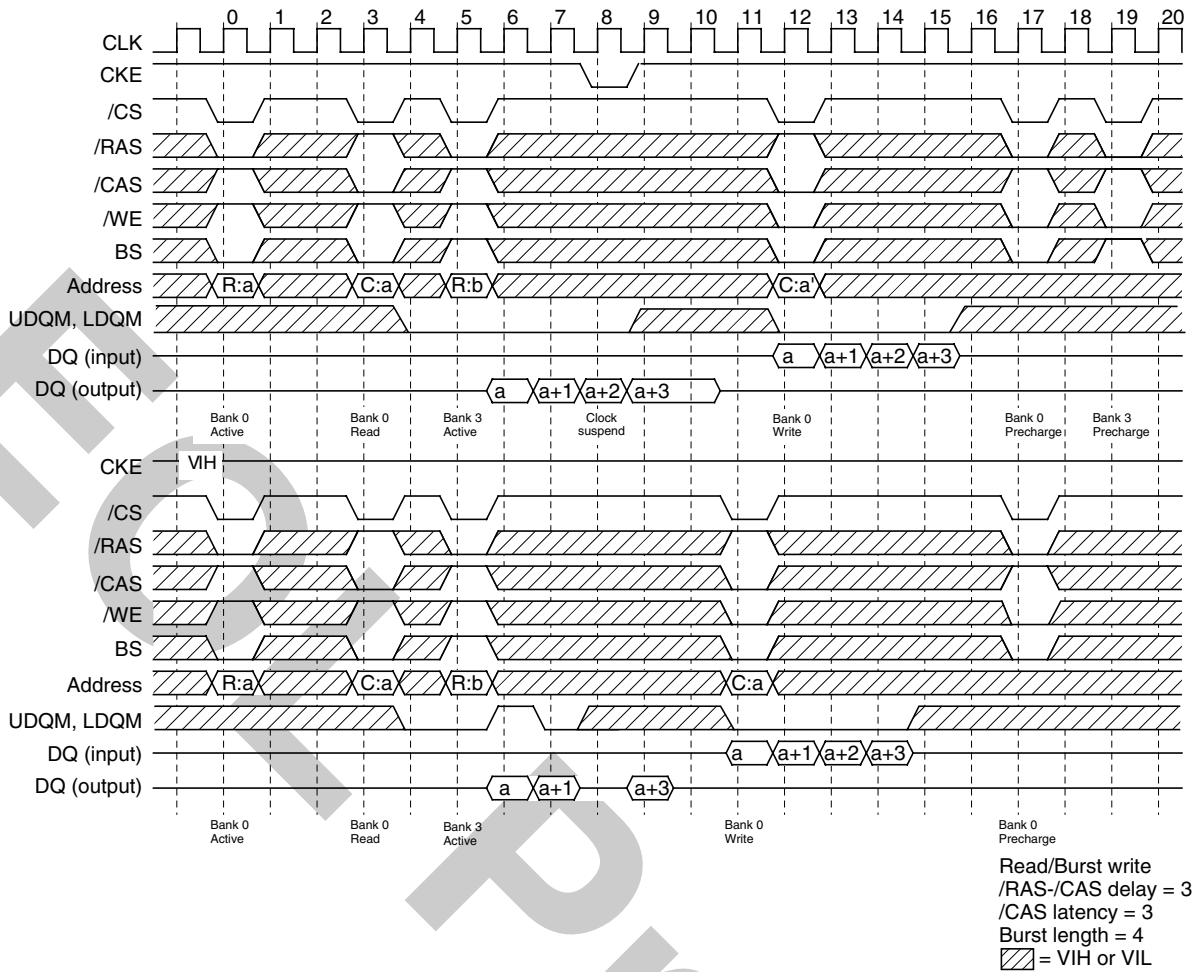 0 1 2 3 4 5 6 7 8 9 10 11 12 13 14 15 16 17 18 19 20
CLK
CKE
/CS
/RAS
/CAS
/WE
BS
Address R:a C:a R:b C:a'
UDQM, LDQM
DQ (input) a a+1 a+2 a+3
DQ (output) a a+1 a+2 a+3
Bank 0 Active
Bank 0 Read
Bank 3 Active
Clock suspend
Bank 0 Write
Bank 0 Precharge
Bank 3 Precharge
CKE VIH
/CS
/RAS
/CAS
/WE
BS
Address R:a C:a R:b C:a
UDQM, LDQM
DQ (input) a a+1 a+2 a+3
DQ (output) a a+1 a+3
Bank 0 Active
Bank 0 Read
Bank 3 Active
Bank 0 Write
Bank 0 Precharge
Read/Burst write
/RAS-/CAS delay = 3
/CAS latency = 3
Burst length = 4
= VIH or VIL